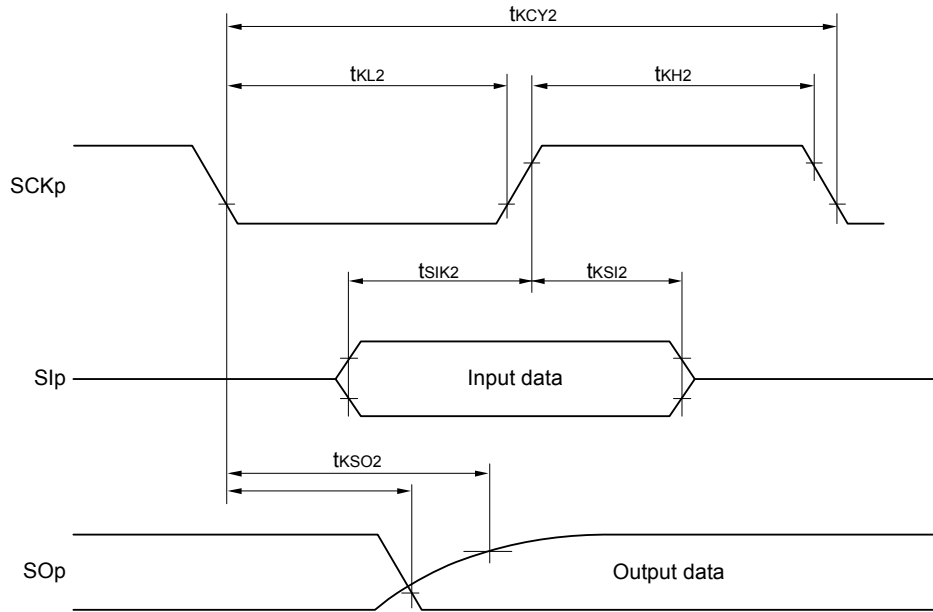 tKCY2
tKL2
tKH2
SCKp
tSIK2
tKSI2
SIp
Input data
tKSO2
SOp
Output data